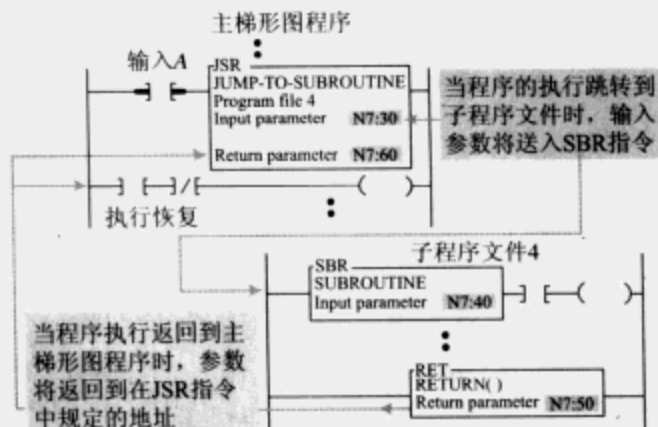 主梯形图程序
输入A
JSR
JUMP-TO-SUBROUTINE
Program file 4
Input parameter N7:30
Return parameter N7:60
当程序的执行跳转到
子程序文件时，输入
参数将送入SBR指令
执行恢复
子程序文件4
SBR
SUBROUTINE
Input parameter N7:40
当程序执行返回到主
梯形图程序时，参数
将返回到在JSR指令
中规定的地址
RET
RETURN( )
Return parameter N7:50